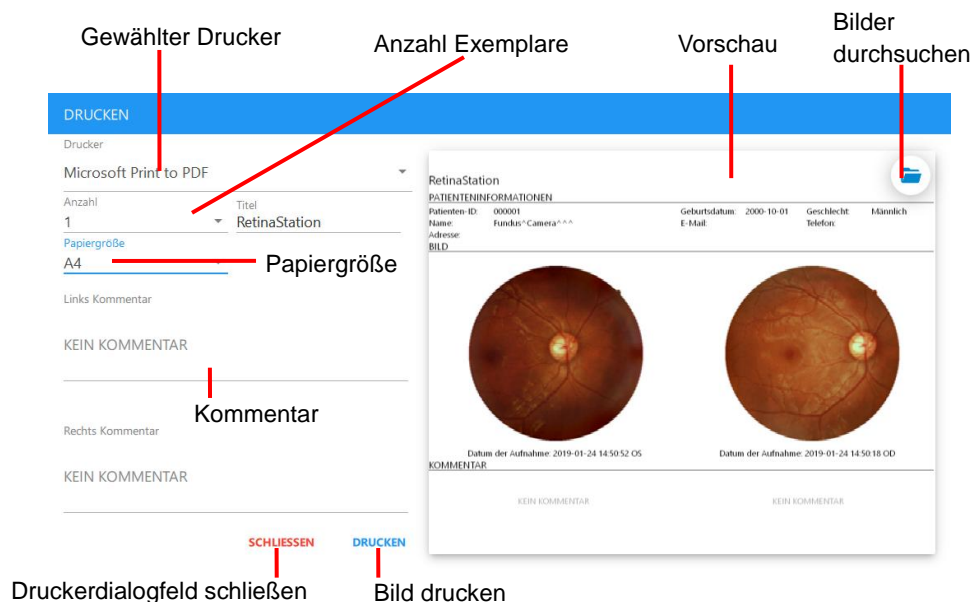 Gewählter Drucker
Anzahl Exemplare
Vorschau
Bilder
durchsuchen
DRUCKEN
Drucker
Microsoft Print to PDF
Anzahl
1
Titel
RetinaStation
Papiergröße
A4
Papiergröße
Links Kommentar
KEIN KOMMENTAR
Kommentar
Rechts Kommentar
KEIN KOMMENTAR
SCHLIESSEN DRUCKEN
Druckerdialogfeld schließen
Bild drucken
RetinaStation
PATIENTENINFORMATIONEN
Patienten-ID: 000001 Geburtsdatum: 2000-10-01 Geschlecht: Männlich
Name: Fundus^Camera^^^ E-Mail: Telefon:
Adresse:
BILD
Datum der Aufnahme: 2019-01-24 14:50:52 OS
Datum der Aufnahme: 2019-01-24 14:50:18 OD
KOMMENTAR
KEIN KOMMENTAR
KEIN KOMMENTAR